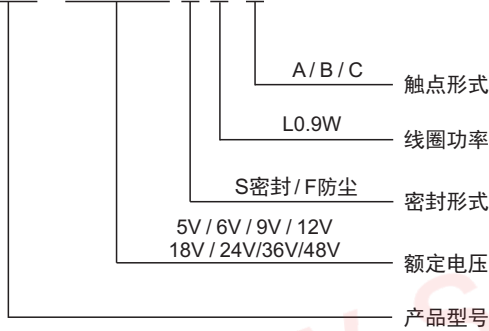 A / B / C
触点形式
L0.9W
线圈功率
S密封 / F防尘
密封形式
5V / 6V / 9V / 12V
18V / 24V/36V/48V
额定电压
产品型号